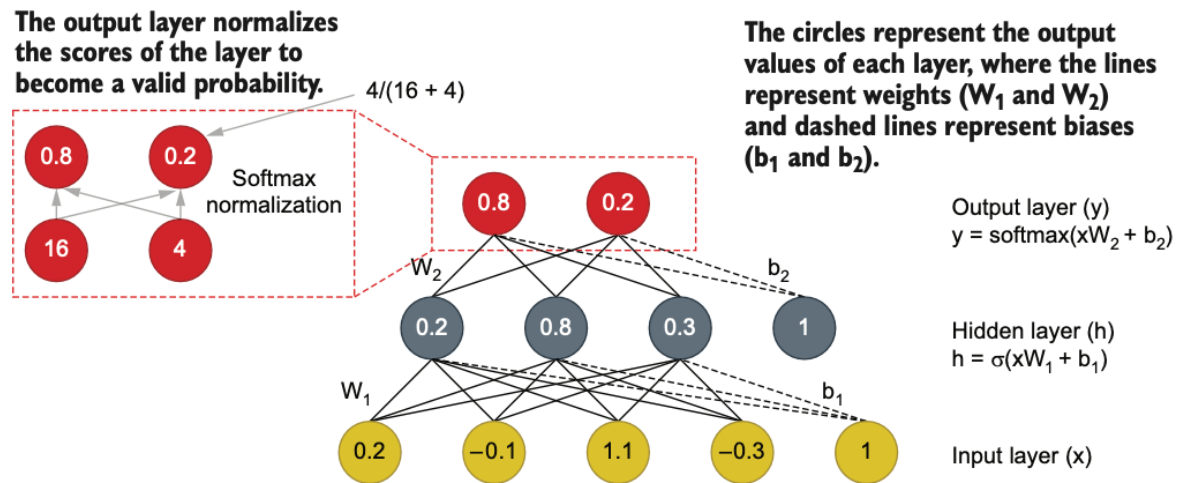 The output layer normalizes
the scores of the layer to
become a valid probability.
4/(16 + 4)
The circles represent the output
values of each layer, where the lines
represent weights (W₁ and W₂)
and dashed lines represent biases
(b₁ and b₂).
0.8 0.2
Softmax
normalization
16 4
0.8 0.2
Output layer (y)
y = softmax(xW₂ + b₂)
W₂ b₂
0.2 0.8 0.3 1
Hidden layer (h)
h = σ(xW₁ + b₁)
W₁ b₁
0.2 −0.1 1.1 −0.3 1
Input layer (x)